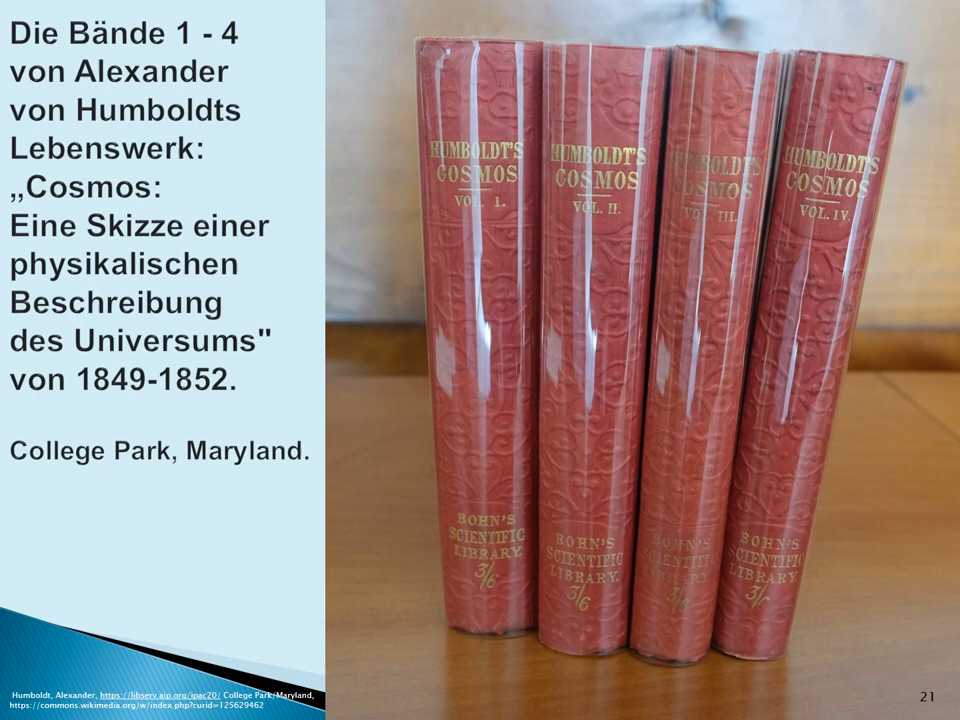 Die Bände 1 - 4
von Alexander
von Humboldts
Lebenswerk:
„Cosmos:
Eine Skizze einer
physikalischen
Beschreibung
des Universums"
von 1849-1852.
College Park, Maryland.
HUMBOLDT'S
COSMOS
VOL. I.
BOHN'S
SCIENTIFIC
LIBRARY.
3/6
HUMBOLDT'S
COSMOS
VOL. II.
BOHN'S
SCIENTIFIC
LIBRARY.
3/6
HUMBOLDT'S
COSMOS
VOL. III.
BOHN'S
SCIENTIFIC
LIBRARY.
3/6
HUMBOLDT'S
COSMOS
VOL. IV.
BOHN'S
SCIENTIFIC
LIBRARY.
Humboldt, Alexander, https://libserv.aip.org/ipac20/ College Park/Maryland,
https://commons.wikimedia.org/w/index.php?curid=125629462
21